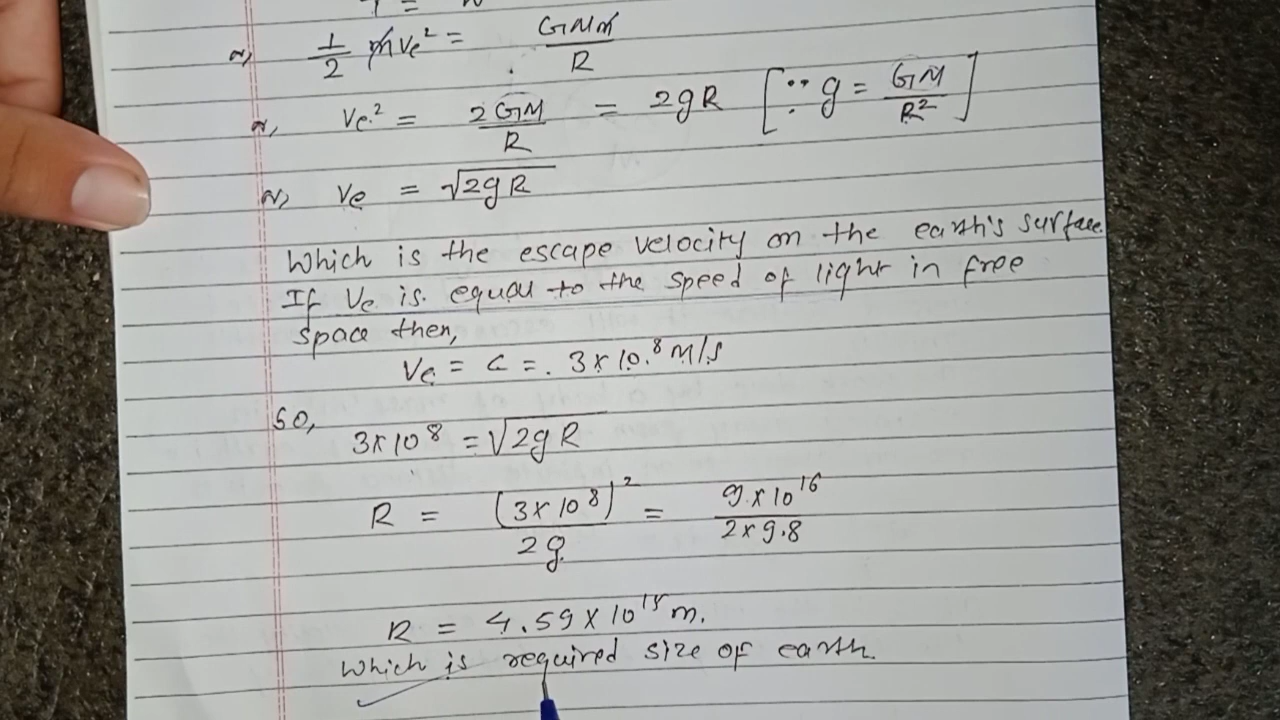 or, 1/2 mve² = GMm/R
or, Ve² = 2GM/R = 2gR [∵ g = GM/R²]
or, Ve = √2gR
Which is the escape velocity on the earth's surface.
If Ve is equal to the speed of light in free
space then,
Ve = c = 3×10⁸ m/s
So,
3×10⁸ = √2gR
R = (3×10⁸)²/2g = 9×10¹⁶/2×9.8
R = 4.59×10¹⁵ m.
Which is required size of earth.